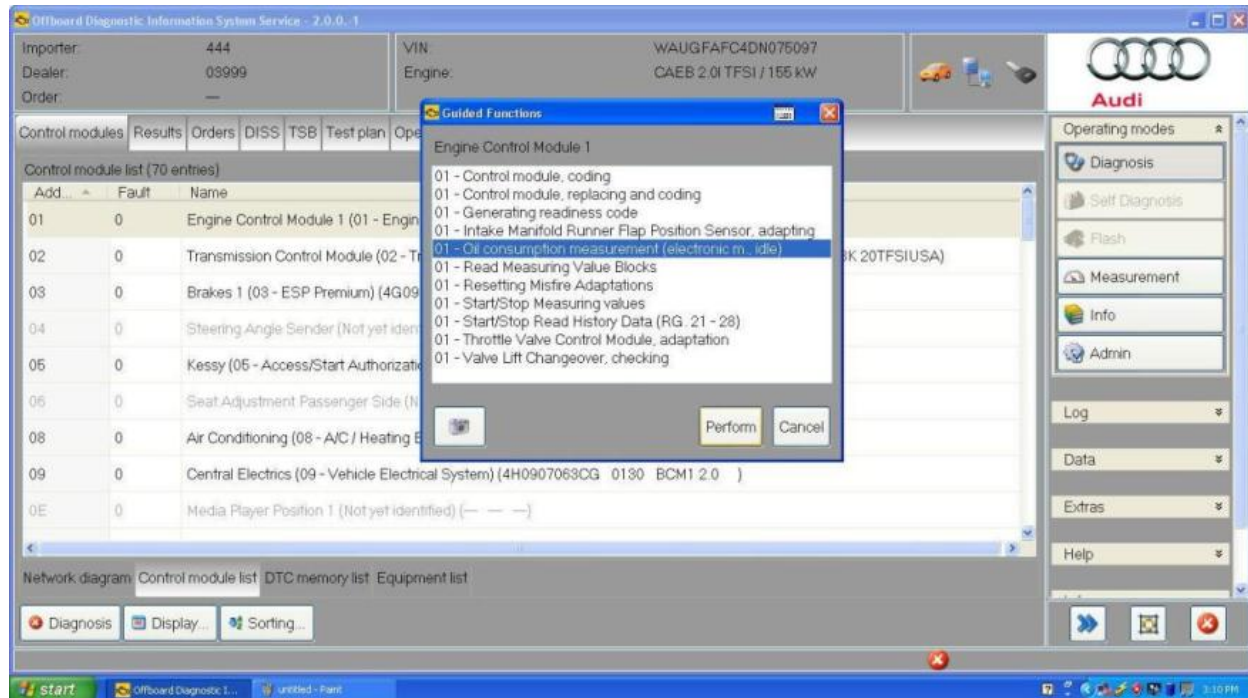 Offboard Diagnostic Information System Service - 2.0.0.-1
Importer: 444 VIN: WAUGFAFC4DN075097
Dealer: 03999 Engine: CAEB 2.0l TFSI / 155 kW
Order: —
Audi
Control modules Results Orders DISS TSB Test plan Ope
Control module list (70 entries)
Add... Fault Name
01 0 Engine Control Module 1 (01 - Engin
02 0 Transmission Control Module (02 - Tr 8K 20TFSIUSA)
03 0 Brakes 1 (03 - ESP Premium) (4G09
04 0 Steering Angle Sender (Not yet iden
05 0 Kessy (05 - Access/Start Authorizati
06 0 Seat Adjustment Passenger Side (N
08 0 Air Conditioning (08 - A/C / Heating E
09 0 Central Electrics (09 - Vehicle Electrical System) (4H0907063CG 0130 BCM1 2.0 )
0E 0 Media Player Position 1 (Not yet identified) (— — —)
Guided Functions
Engine Control Module 1
01 - Control module, coding
01 - Control module, replacing and coding
01 - Generating readiness code
01 - Intake Manifold Runner Flap Position Sensor, adapting
01 - Oil consumption measurement (electronic m., idle)
01 - Read Measuring Value Blocks
01 - Resetting Misfire Adaptations
01 - Start/Stop Measuring values
01 - Start/Stop Read History Data (RG. 21 - 28)
01 - Throttle Valve Control Module, adaptation
01 - Valve Lift Changeover, checking
Perform Cancel
Operating modes
Diagnosis
Self Diagnosis
Flash
Measurement
Info
Admin
Log
Data
Extras
Help
Network diagram Control module list DTC memory list Equipment list
Diagnosis Display... Sorting...
start Offboard Diagnostic I... untitled - Paint 3:10 PM